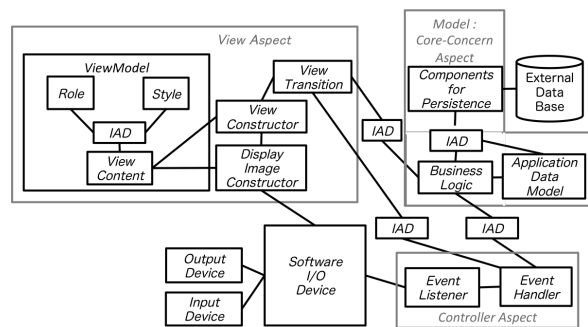 View Aspect
ViewModel
Role
Style
IAD
View
Content
View
Transition
View
Constructor
Display
Image
Constructor
Model :
Core-Concern
Aspect
Components
for
Persistence
External
Data
Base
IAD
IAD
Business
Logic
Application
Data
Model
IAD
IAD
Output
Device
Input
Device
Software
I/O
Device
Event
Listener
Event
Handler
Controller Aspect